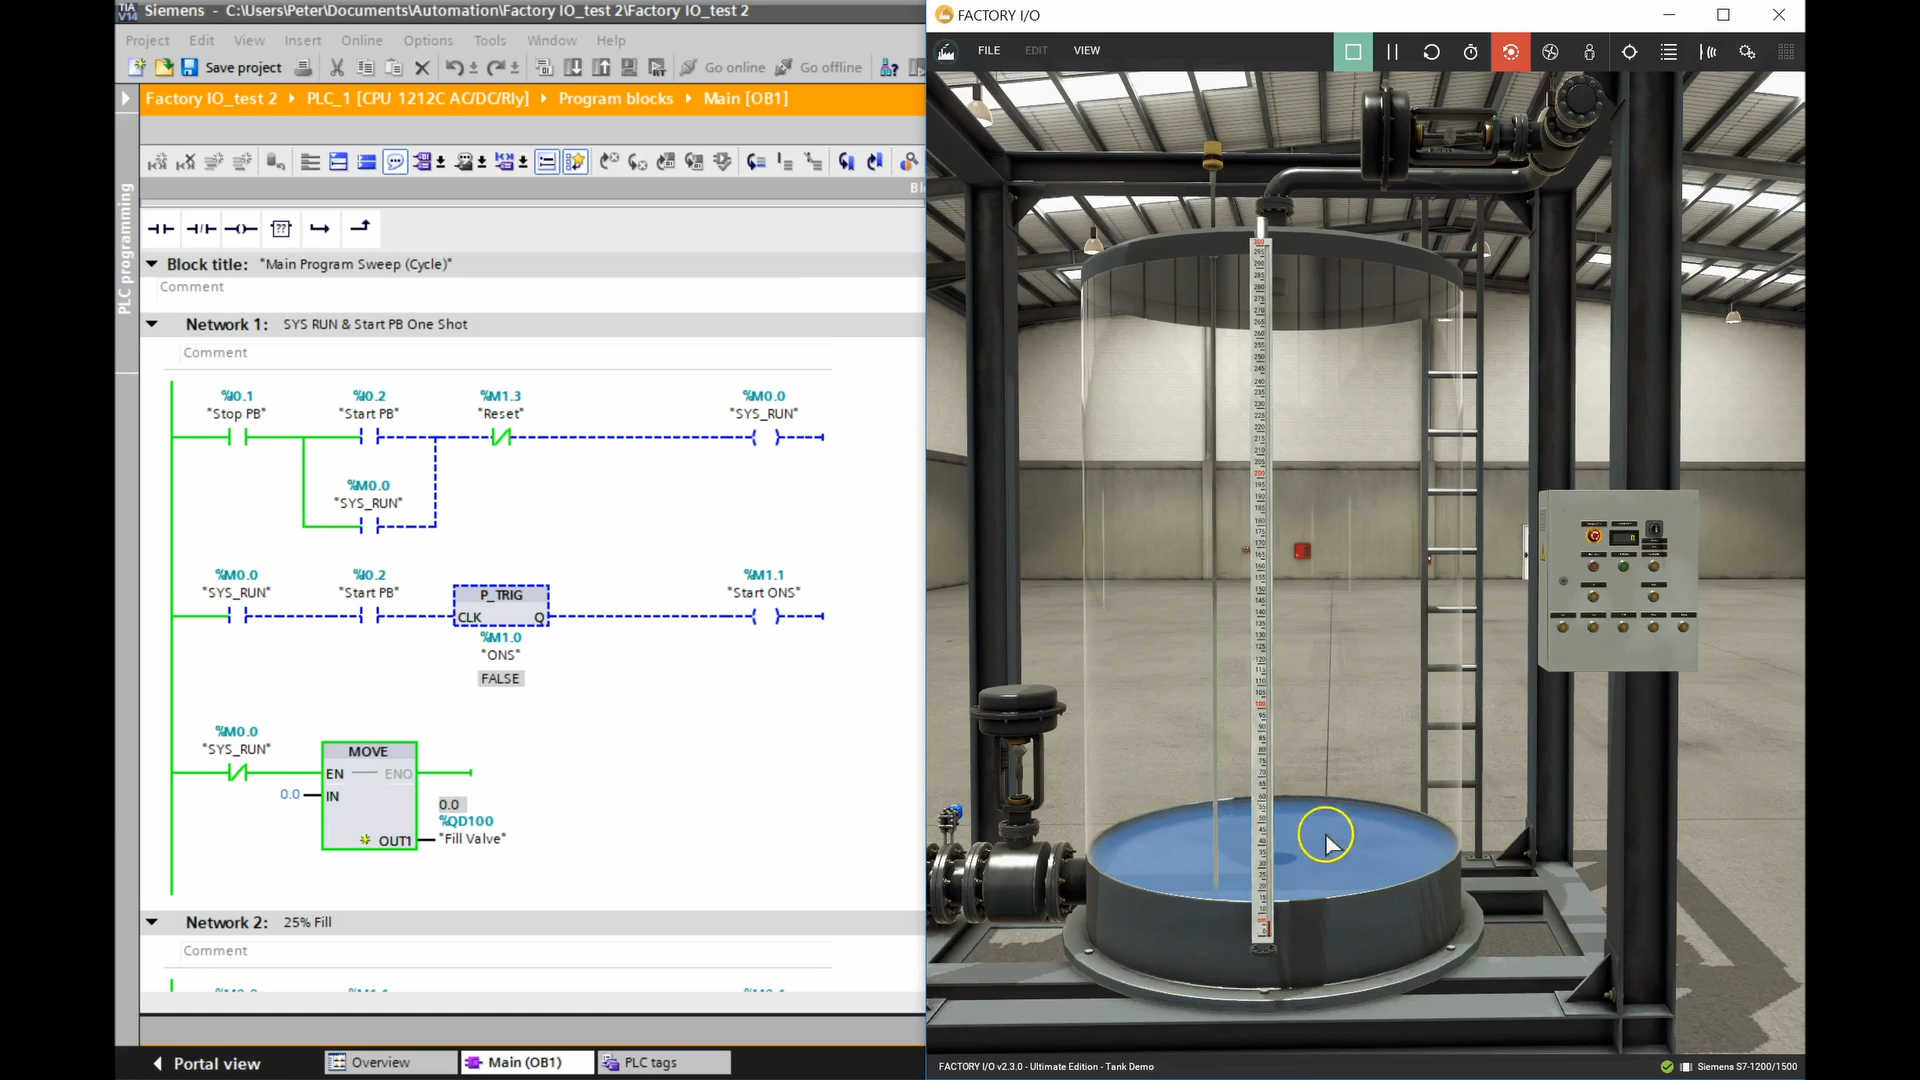 TIA
V14
Siemens - C:\Users\Peter\Documents\Automation\Factory IO_test 2\Factory IO_test 2
Project Edit View Insert Online Options Tools Window Help
Save project
Go online
Go offline
Factory IO_test 2 PLC_1 [CPU 1212C AC/DC/Rly] Program blocks Main [OB1]
PLC programming
Block title: "Main Program Sweep (Cycle)"
Comment
Network 1: SYS RUN & Start PB One Shot
Comment
%I0.1 %I0.2 %M1.3 %M0.0
"Stop PB" "Start PB" "Reset" "SYS_RUN"
%M0.0
"SYS_RUN"
%M0.0 %I0.2 %M1.1
"SYS_RUN" "Start PB" P_TRIG "Start ONS"
CLK Q
%M1.0
"ONS"
FALSE
%M0.0
"SYS_RUN" MOVE
EN ENO
0.0 IN
0.0
%QD100
OUT1 "Fill Valve"
Network 2: 25% Fill
Comment
Portal view Overview Main (OB1) PLC tags
FACTORY I/O
FILE EDIT VIEW
300
200
100
FACTORY I/O v2.3.0 - Ultimate Edition - Tank Demo
Siemens S7-1200/1500